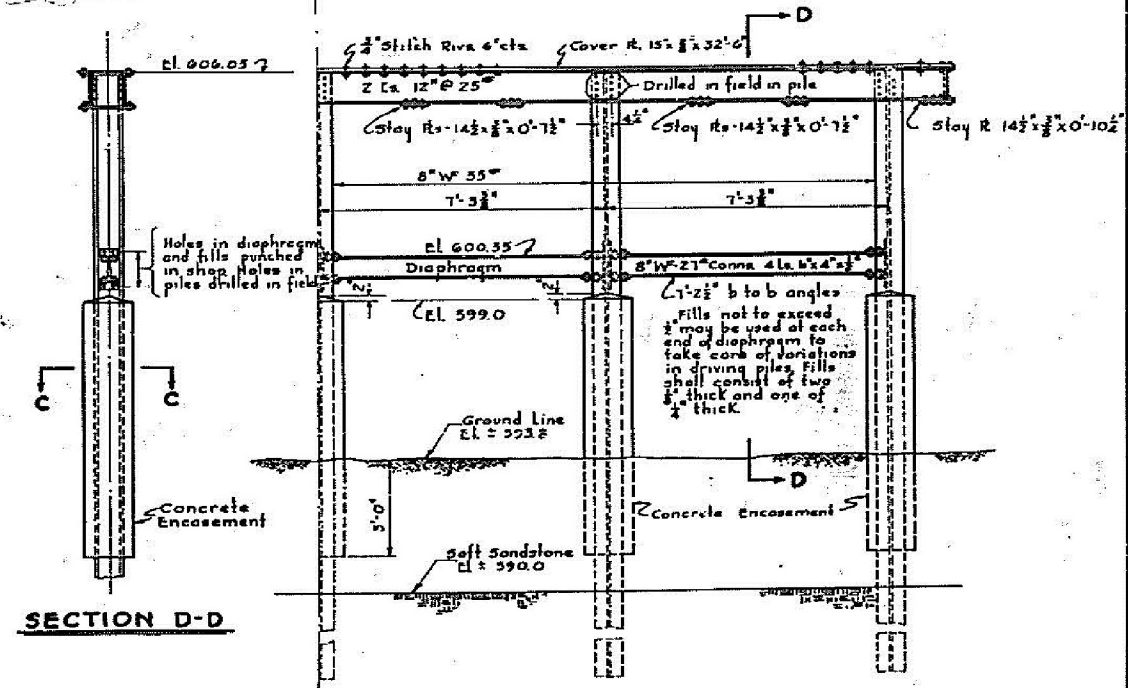 D
3/4" Stitch Rivs 6" cts
Cover PL 15" x 5/8" x 32'-6"
El. 606.05
2 [s. 12" @ 25#
Drilled in field in pile
Stay PLs - 14 1/2" x 3/8" x 0'-7 1/2"
4 1/2"
Stay PLs - 14 1/2" x 3/8" x 0'-7 1/2"
Stay PL 14 1/2" x 3/8" x 0'-10 1/2"
8" WF 35#
7'-3 3/8"
7'-3 3/8"
Holes in diaphragm
and fills punched
in shop Holes in
piles drilled in field
El. 600.35
Diaphragm
8" WF 27# Conns 4 Ls 6" x 4" x 1/2"
7'-2 1/2" b to b angles
El. 599.0
Fills not to exceed
1/2" may be used at each
end of diaphragm to
take care of variations
in driving piles. Fills
shall consist of two
1/8" thick and one of
1/4" thick.
C
C
Ground Line
El ± 593.8
D
Concrete
Encasement
3'-0"
Concrete Encasement
Soft Sandstone
El ± 590.0
SECTION D-D